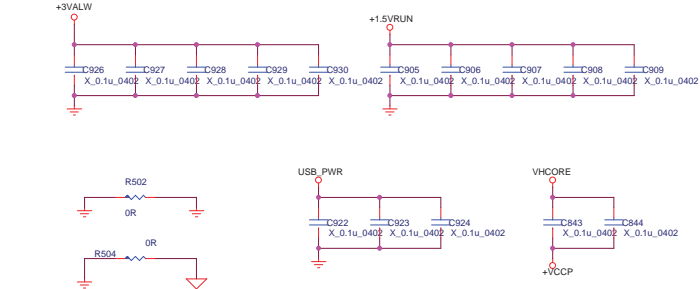 +3VALW
+1.5VRUN
C926 C927 C928 C929 C930
X_0.1u_0402 X_0.1u_0402 X_0.1u_0402 X_0.1u_0402 X_0.1u_0402
C905 C906 C907 C908 C909
X_0.1u_0402 X_0.1u_0402 X_0.1u_0402 X_0.1u_0402 X_0.1u_0402
R502
0R
R504
0R
USB_PWR
C922 C923 C924
X_0.1u_0402 X_0.1u_0402 X_0.1u_0402
VHCORE
C843 C844
X_0.1u_0402 X_0.1u_0402
+VCCP